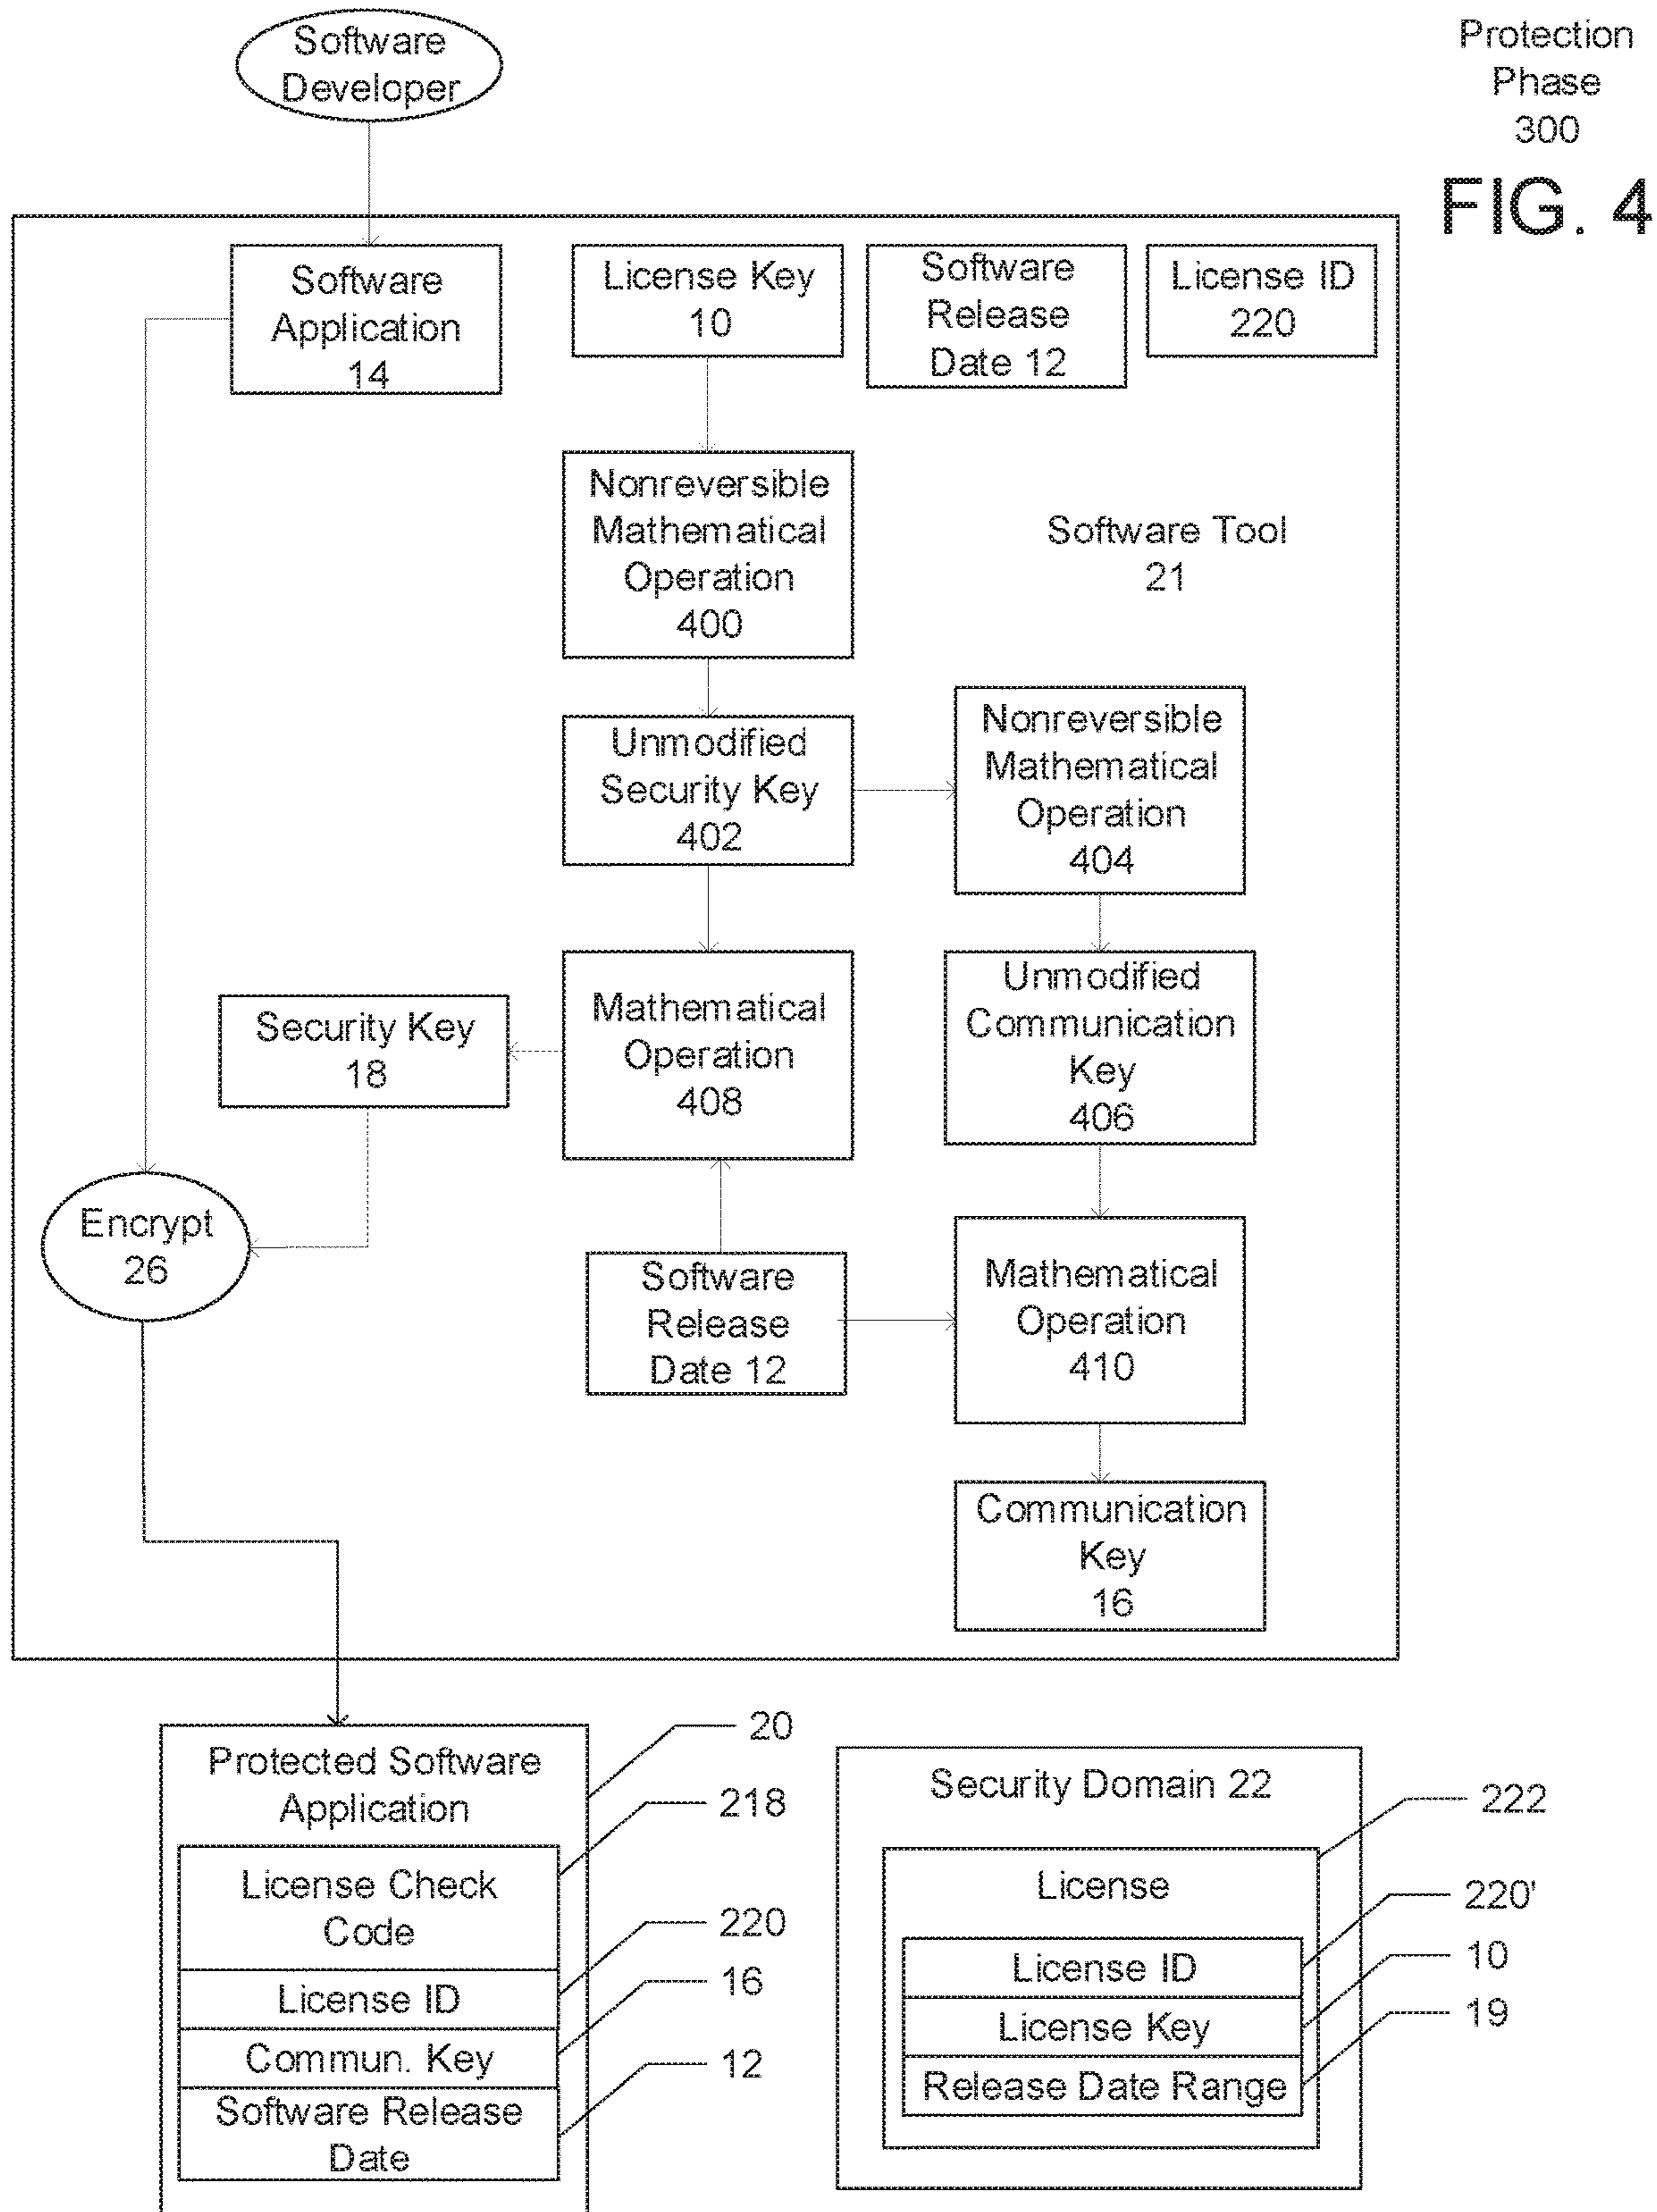 Software
Developer
Protection
Phase
300
FIG. 4
Software
Application
14
License Key
10
Software
Release
Date 12
License ID
220
Nonreversible
Mathematical
Operation
400
Software Tool
21
Unmodified
Security Key
402
Nonreversible
Mathematical
Operation
404
Security Key
18
Mathematical
Operation
408
Unmodified
Communication
Key
406
Encrypt
26
Software
Release
Date 12
Mathematical
Operation
410
Communication
Key
16
Protected Software
Application
20
License Check
Code
218
License ID
220
Commun. Key
16
Software Release
Date
12
Security Domain 22
License
222
License ID
220'
License Key
10
Release Date Range
19